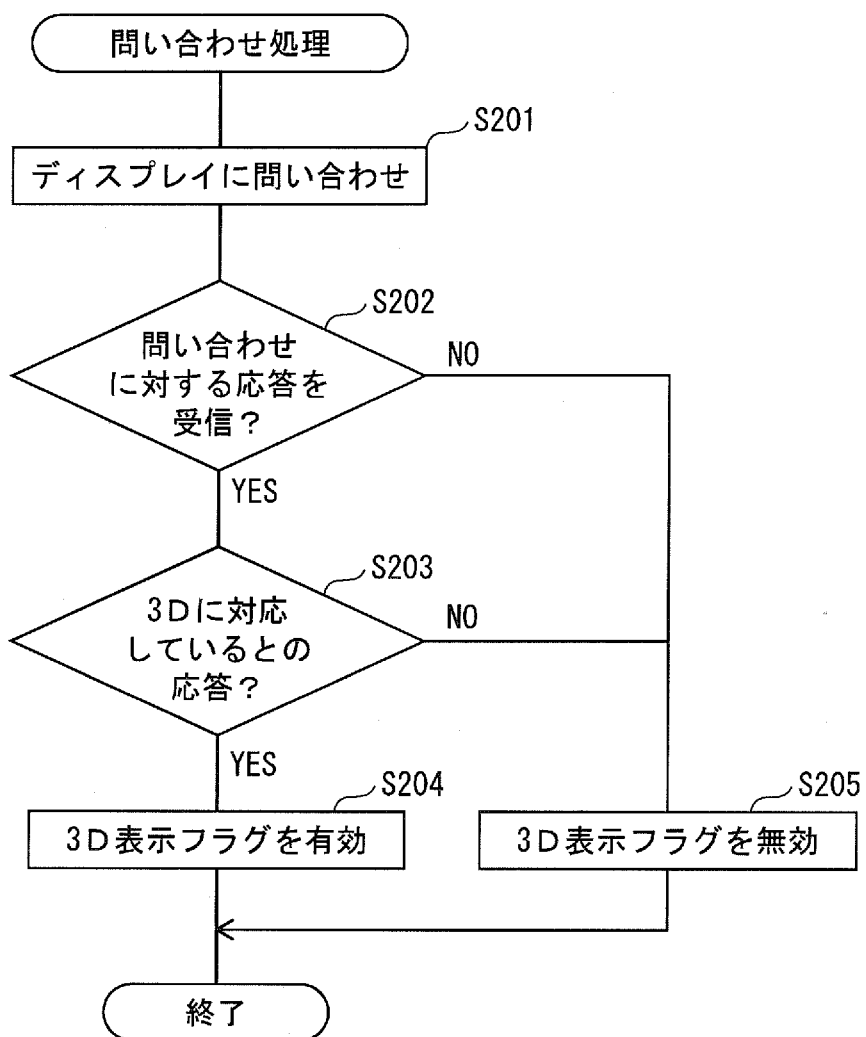 問い合わせ処理
S201
ディスプレイに問い合わせ
S202
問い合わせ
に対する応答を
受信？
NO
YES
S203
3Dに対応
しているとの
応答？
NO
YES
S204
3D表示フラグを有効
S205
3D表示フラグを無効
終了